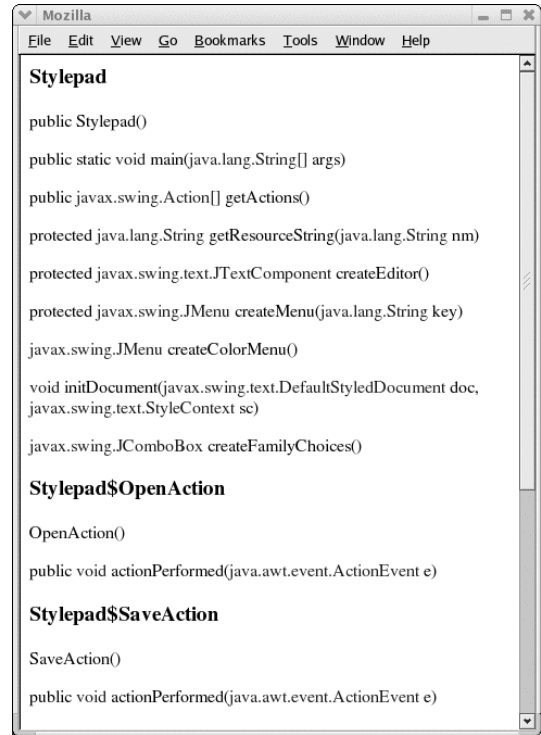 Mozilla
File Edit View Go Bookmarks Tools Window Help
Stylepad
public Stylepad()
public static void main(java.lang.String[] args)
public javax.swing.Action[] getActions()
protected java.lang.String getResourceString(java.lang.String nm)
protected javax.swing.text.JTextComponent createEditor()
protected javax.swing.JMenu createMenu(java.lang.String key)
javax.swing.JMenu createColorMenu()
void initDocument(javax.swing.text.DefaultStyledDocument doc,
javax.swing.text.StyleContext sc)
javax.swing.JComboBox createFamilyChoices()
Stylepad$OpenAction
OpenAction()
public void actionPerformed(java.awt.event.ActionEvent e)
Stylepad$SaveAction
SaveAction()
public void actionPerformed(java.awt.event.ActionEvent e)